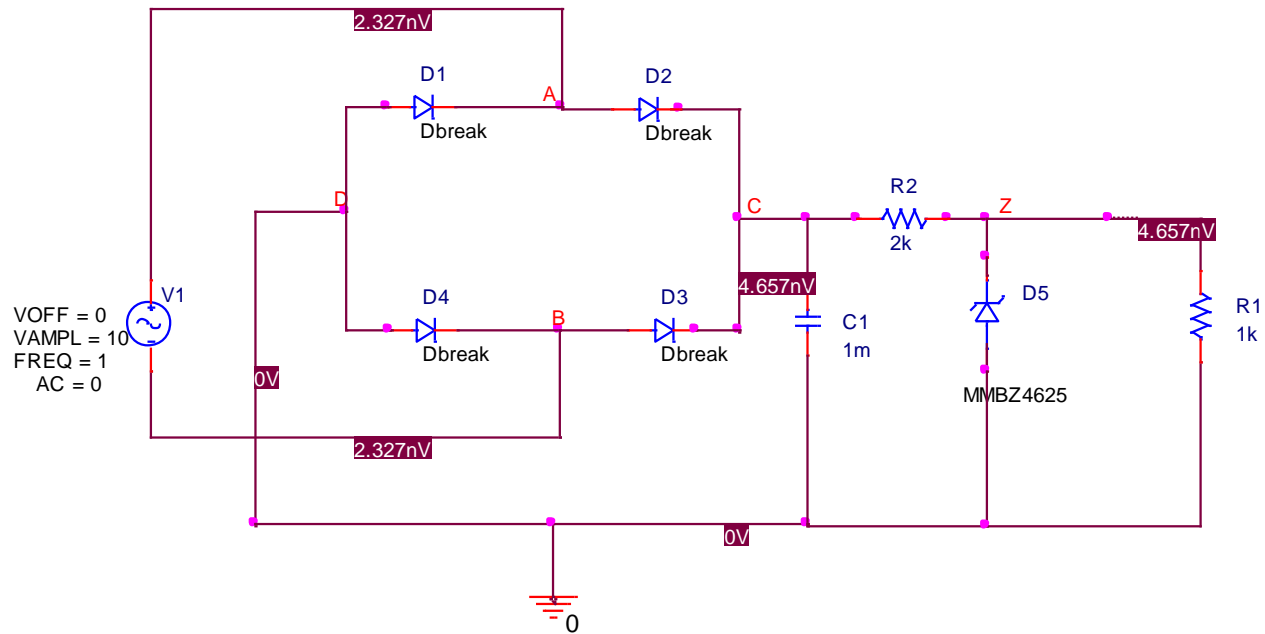 2.327nV
D1
A
D2
Dbreak
Dbreak
D
R2
C
Z
2k
4.657nV
4.657nV
V1
VOFF = 0
VAMPL = 10
FREQ = 1
AC = 0
D4
B
D3
Dbreak
Dbreak
C1
1m
D5
R1
1k
0V
MMBZ4625
2.327nV
0V
0